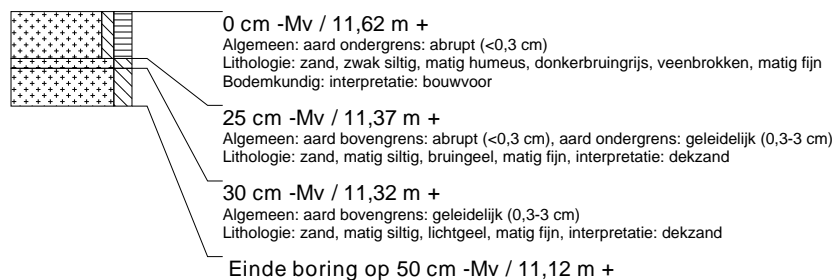 0 cm -Mv / 11,62 m +
Algemeen: aard ondergrens: abrupt (<0,3 cm)
Lithologie: zand, zwak siltig, matig humeus, donkerbruingrijs, veenbrokken, matig fijn
Bodemkundig: interpretatie: bouwvoor
25 cm -Mv / 11,37 m +
Algemeen: aard bovengrens: abrupt (<0,3 cm), aard ondergrens: geleidelijk (0,3-3 cm)
Lithologie: zand, matig siltig, bruingeel, matig fijn, interpretatie: dekzand
30 cm -Mv / 11,32 m +
Algemeen: aard bovengrens: geleidelijk (0,3-3 cm)
Lithologie: zand, matig siltig, lichtgeel, matig fijn, interpretatie: dekzand
Einde boring op 50 cm -Mv / 11,12 m +